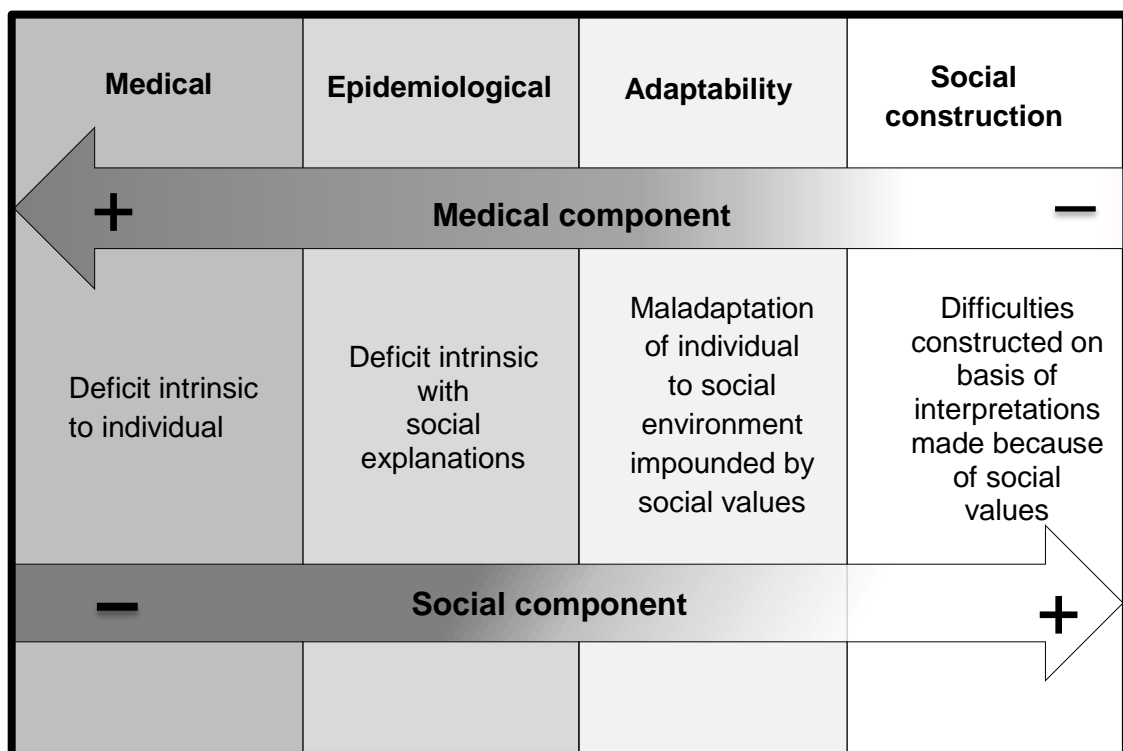 Medical
Epidemiological
Adaptability
Social
construction
+
Medical component
−
Deficit intrinsic
to individual
Deficit intrinsic
with
social
explanations
Maladaptation
of individual
to social
environment
impounded by
social values
Difficulties
constructed on
basis of
interpretations
made because
of social
values
−
Social component
+